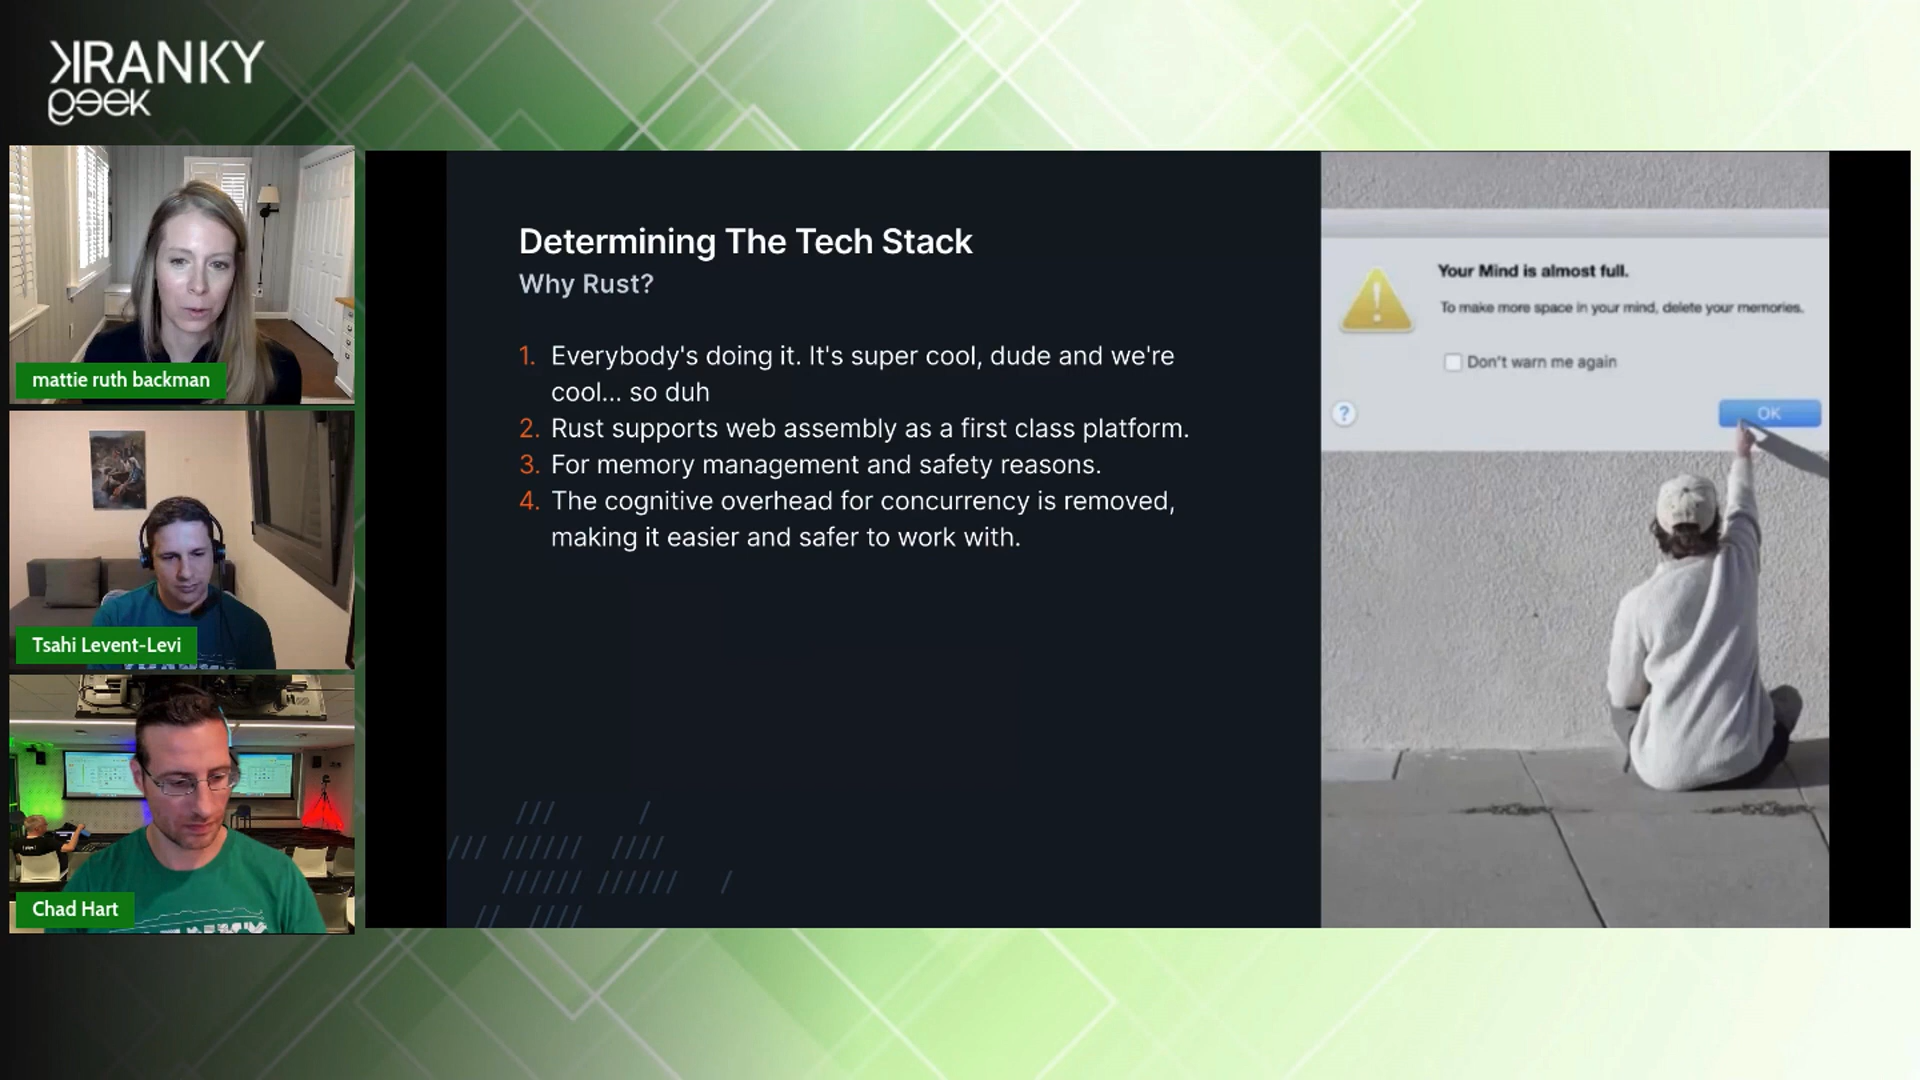 KRANKY
geek
mattie ruth backman
Tsahi Levent-Levi
Chad Hart
Determining The Tech Stack
Why Rust?
1. Everybody's doing it. It's super cool, dude and we're
cool... so duh
2. Rust supports web assembly as a first class platform.
3. For memory management and safety reasons.
4. The cognitive overhead for concurrency is removed,
making it easier and safer to work with.
Your Mind is almost full.
To make more space in your mind, delete your memories.
Don't warn me again
?
OK